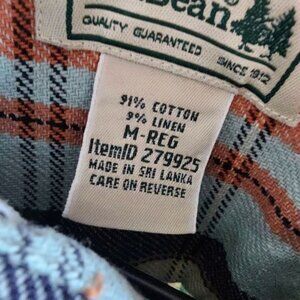 Bean
QUALITY GUARANTEED
SINCE 1912
91% COTTON
9% LINEN
M-REG
ItemID 279925
MADE IN SRI LANKA
CARE ON REVERSE